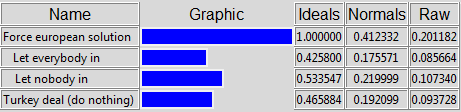 Name Graphic Ideals Normals Raw
Force european solution 1.000000 0.412332 0.201182
Let everybody in 0.425800 0.175571 0.085664
Let nobody in 0.533547 0.219999 0.107340
Turkey deal (do nothing) 0.465884 0.192099 0.093728